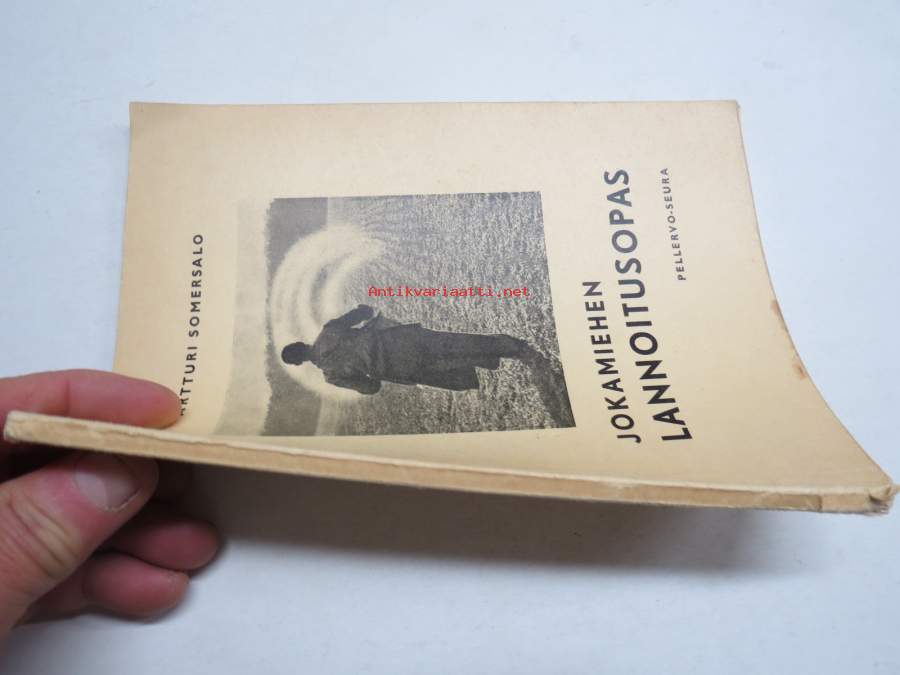 ARTTURI SOMERSALO
Antikvariaatti.net
JOKAMIEHEN
LANNOITUSOPAS
PELLERVO-SEURA